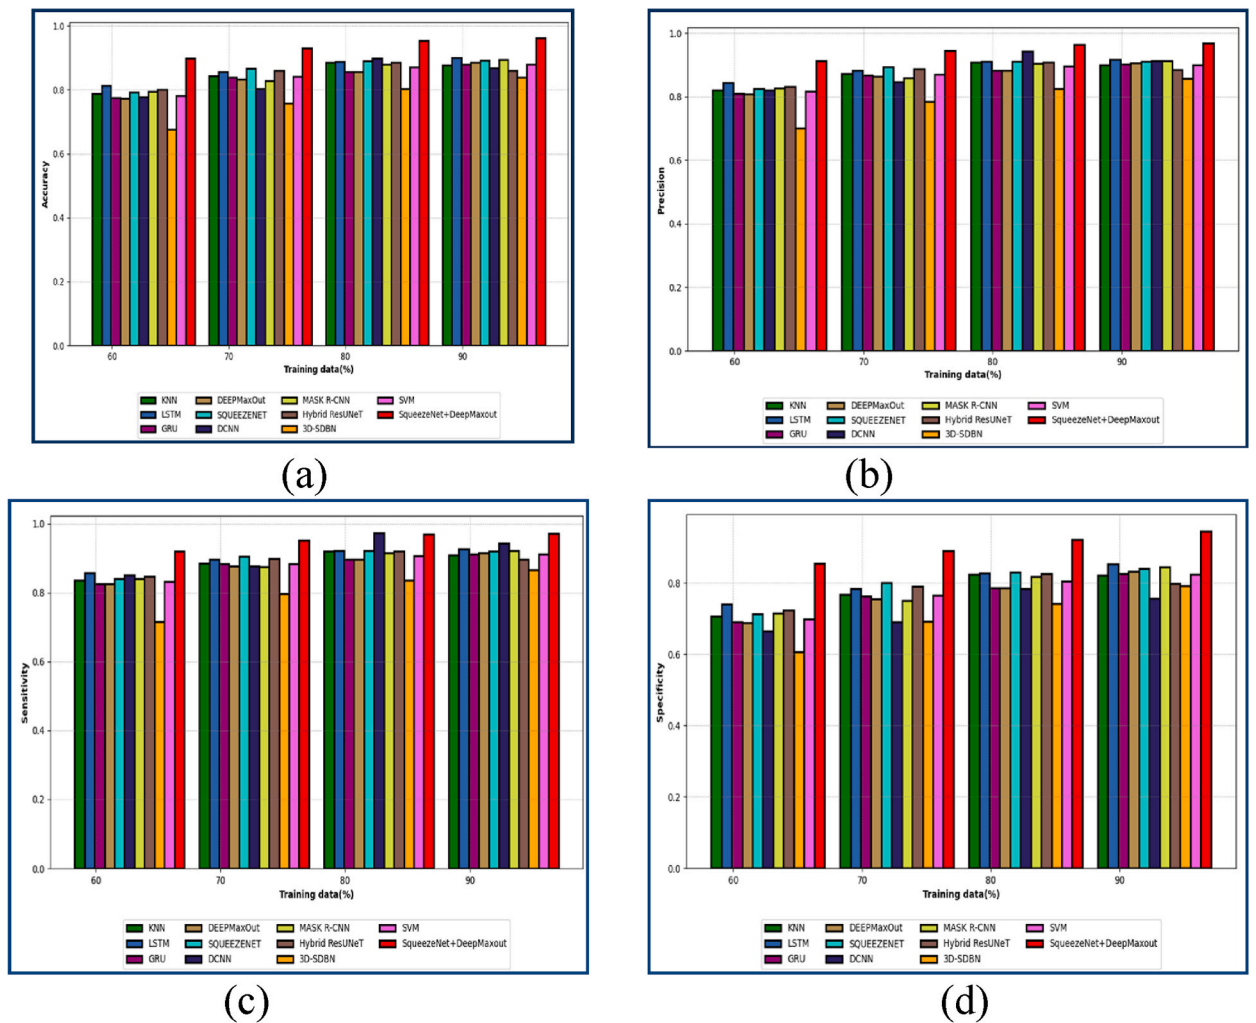 1.0
0.8
0.6
0.4
0.2
0.0
Accuracy
60 70 80 90
Training data(%)
KNN DEEPMaxOut MASK R-CNN SVM
LSTM SQUEEZENET Hybrid ResUNeT SqueezeNet+DeepMaxout
GRU DCNN 3D-SDBN
(a)
1.0
0.8
0.6
0.4
0.2
0.0
Precision
60 70 80 90
Training data(%)
KNN DEEPMaxOut MASK R-CNN SVM
LSTM SQUEEZENET Hybrid ResUNeT SqueezeNet+DeepMaxout
GRU DCNN 3D-SDBN
(b)
1.0
0.8
0.6
0.4
0.2
0.0
Sensitivity
60 70 80 90
Training data(%)
KNN DEEPMaxOut MASK R-CNN SVM
LSTM SQUEEZENET Hybrid ResUNeT SqueezeNet+DeepMaxout
GRU DCNN 3D-SDBN
(c)
0.8
0.6
0.4
0.2
0.0
Specificity
60 70 80 90
Training data(%)
KNN DEEPMaxOut MASK R-CNN SVM
LSTM SQUEEZENET Hybrid ResUNeT SqueezeNet+DeepMaxout
GRU DCNN 3D-SDBN
(d)